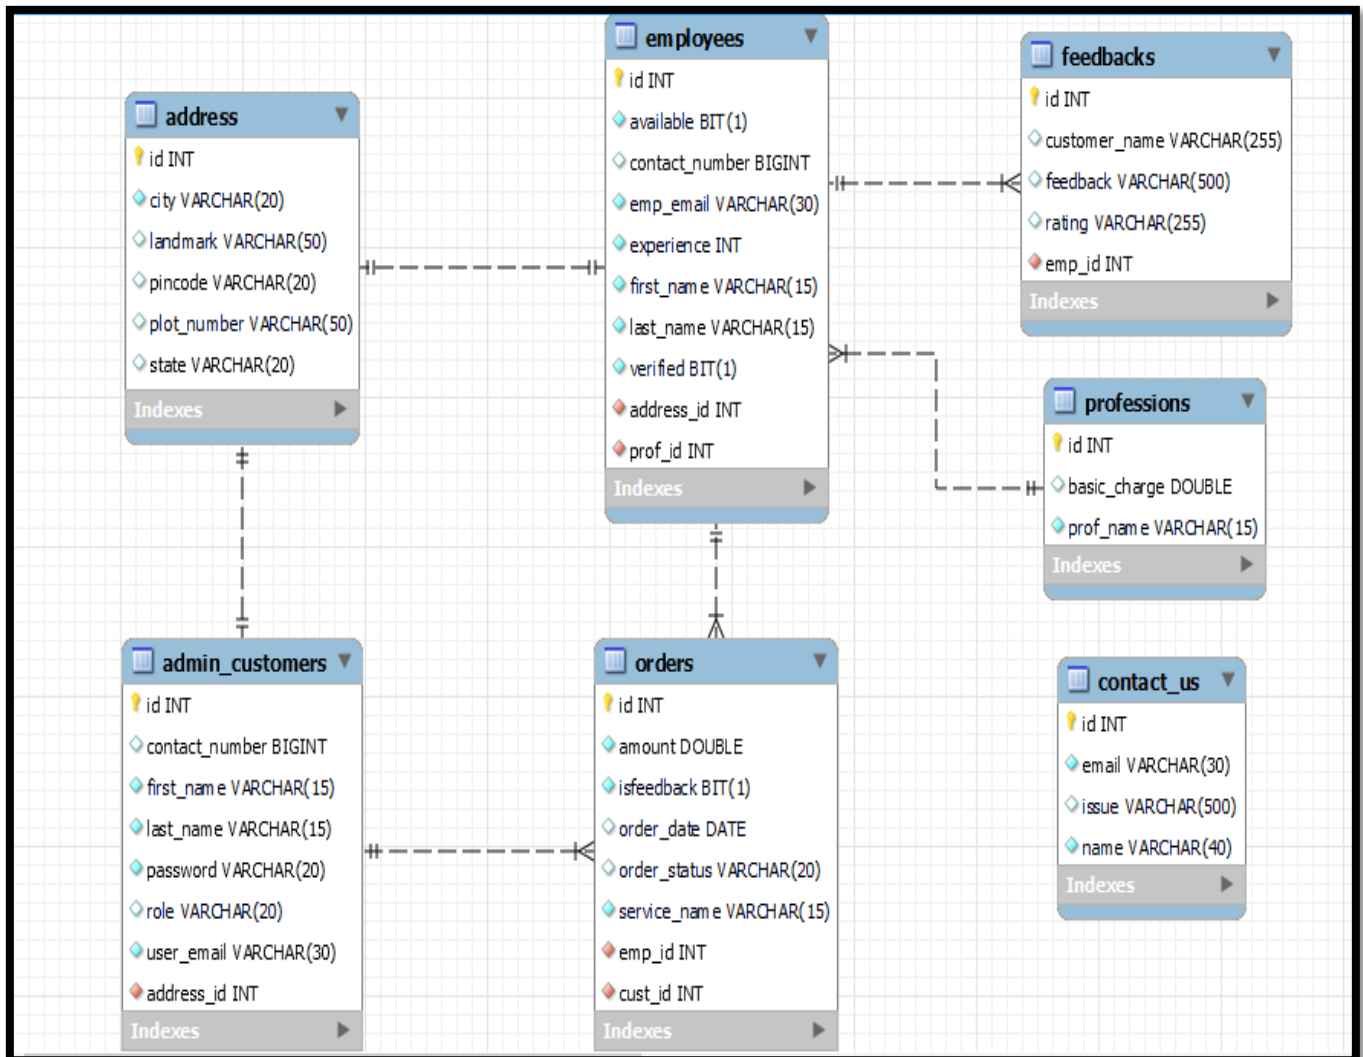 address
id INT
city VARCHAR(20)
landmark VARCHAR(50)
pincode VARCHAR(20)
plot_number VARCHAR(50)
state VARCHAR(20)
Indexes
employees
id INT
available BIT(1)
contact_number BIGINT
emp_email VARCHAR(30)
experience INT
first_name VARCHAR(15)
last_name VARCHAR(15)
verified BIT(1)
address_id INT
prof_id INT
Indexes
feedbacks
id INT
customer_name VARCHAR(255)
feedback VARCHAR(500)
rating VARCHAR(255)
emp_id INT
Indexes
professions
id INT
basic_charge DOUBLE
prof_name VARCHAR(15)
Indexes
admin_customers
id INT
contact_number BIGINT
first_name VARCHAR(15)
last_name VARCHAR(15)
password VARCHAR(20)
role VARCHAR(20)
user_email VARCHAR(30)
address_id INT
Indexes
orders
id INT
amount DOUBLE
isfeedback BIT(1)
order_date DATE
order_status VARCHAR(20)
service_name VARCHAR(15)
emp_id INT
cust_id INT
Indexes
contact_us
id INT
email VARCHAR(30)
issue VARCHAR(500)
name VARCHAR(40)
Indexes